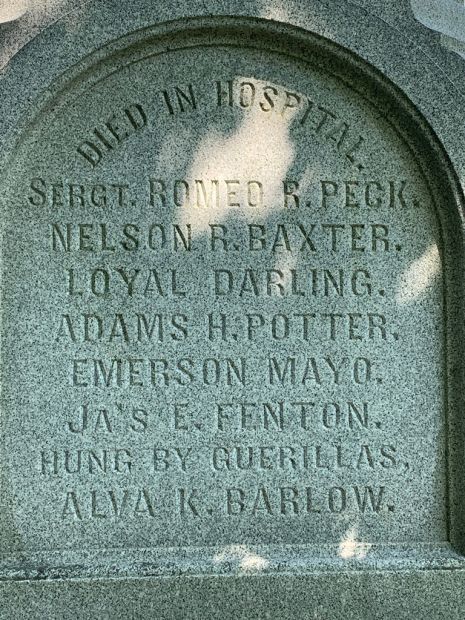 DIED IN HOSPITAL.
SERGT. ROMEO R. PECK.
NELSON R. BAXTER.
LOYAL DARLING.
ADAMS H. POTTER.
EMERSON MAYO.
JA'S E. FENTON.
HUNG BY GUERILLAS,
ALVA K. BARLOW.